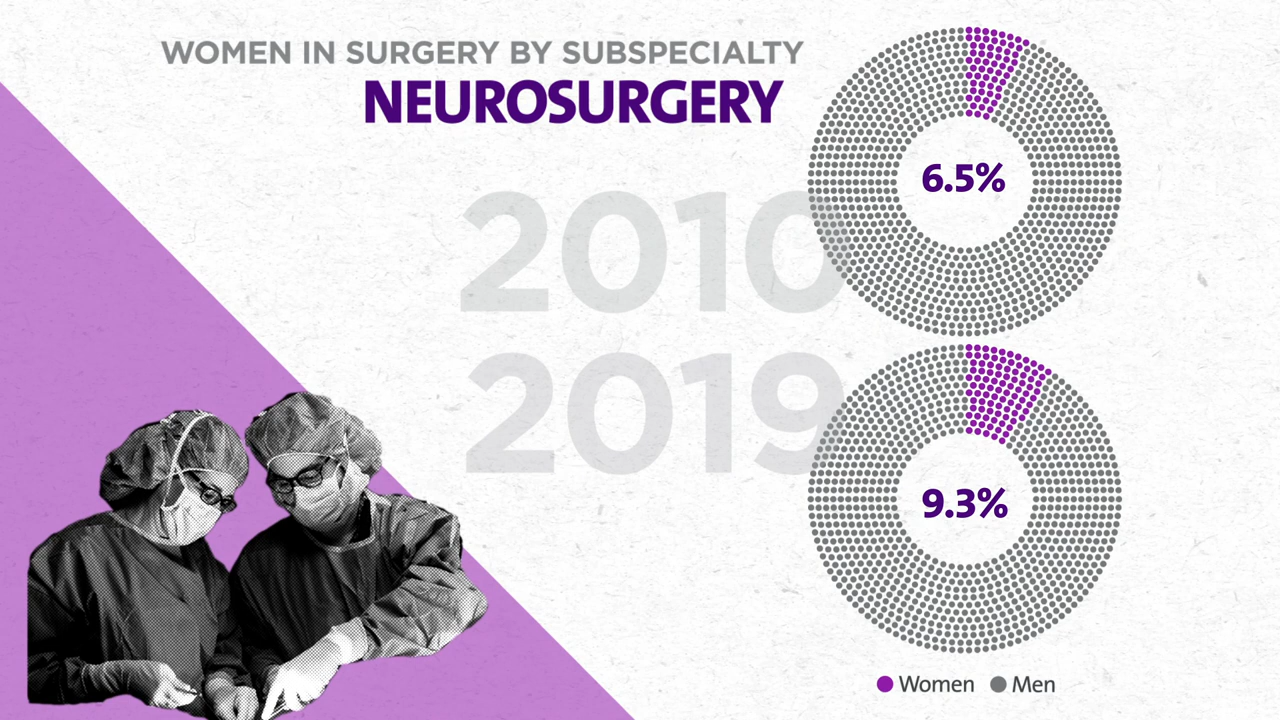 WOMEN IN SURGERY BY SUBSPECIALTY
NEUROSURGERY
2010
6.5%
2019
9.3%
Women
Men